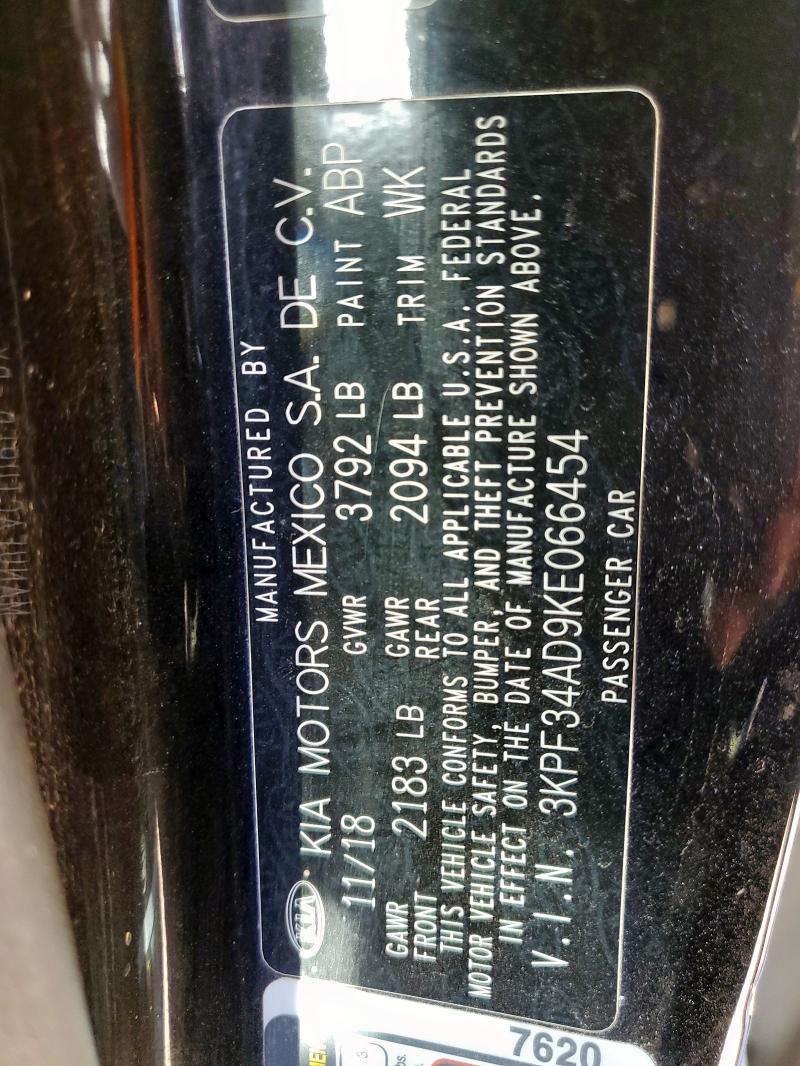 MANUFACTURED BY
KIA KIA MOTORS MEXICO S.A. DE C.V.
11/18 GVWR 3792 LB PAINT ABP
GAWR FRONT 2183 LB GAWR REAR 2094 LB TRIM WK
THIS VEHICLE CONFORMS TO ALL APPLICABLE U.S.A. FEDERAL
MOTOR VEHICLE SAFETY, BUMPER, AND THEFT PREVENTION STANDARDS
IN EFFECT ON THE DATE OF MANUFACTURE SHOWN ABOVE.
V.I.N. 3KPF34AD9KE066454
PASSENGER CAR
7620